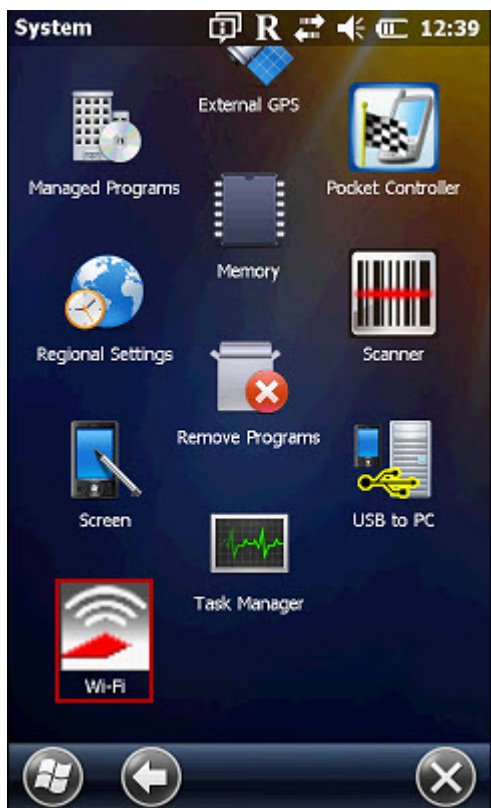 System R 12:39
External GPS
Managed Programs
Pocket Controller
Memory
Regional Settings
Scanner
Remove Programs
Screen
USB to PC
Task Manager
Wi-Fi